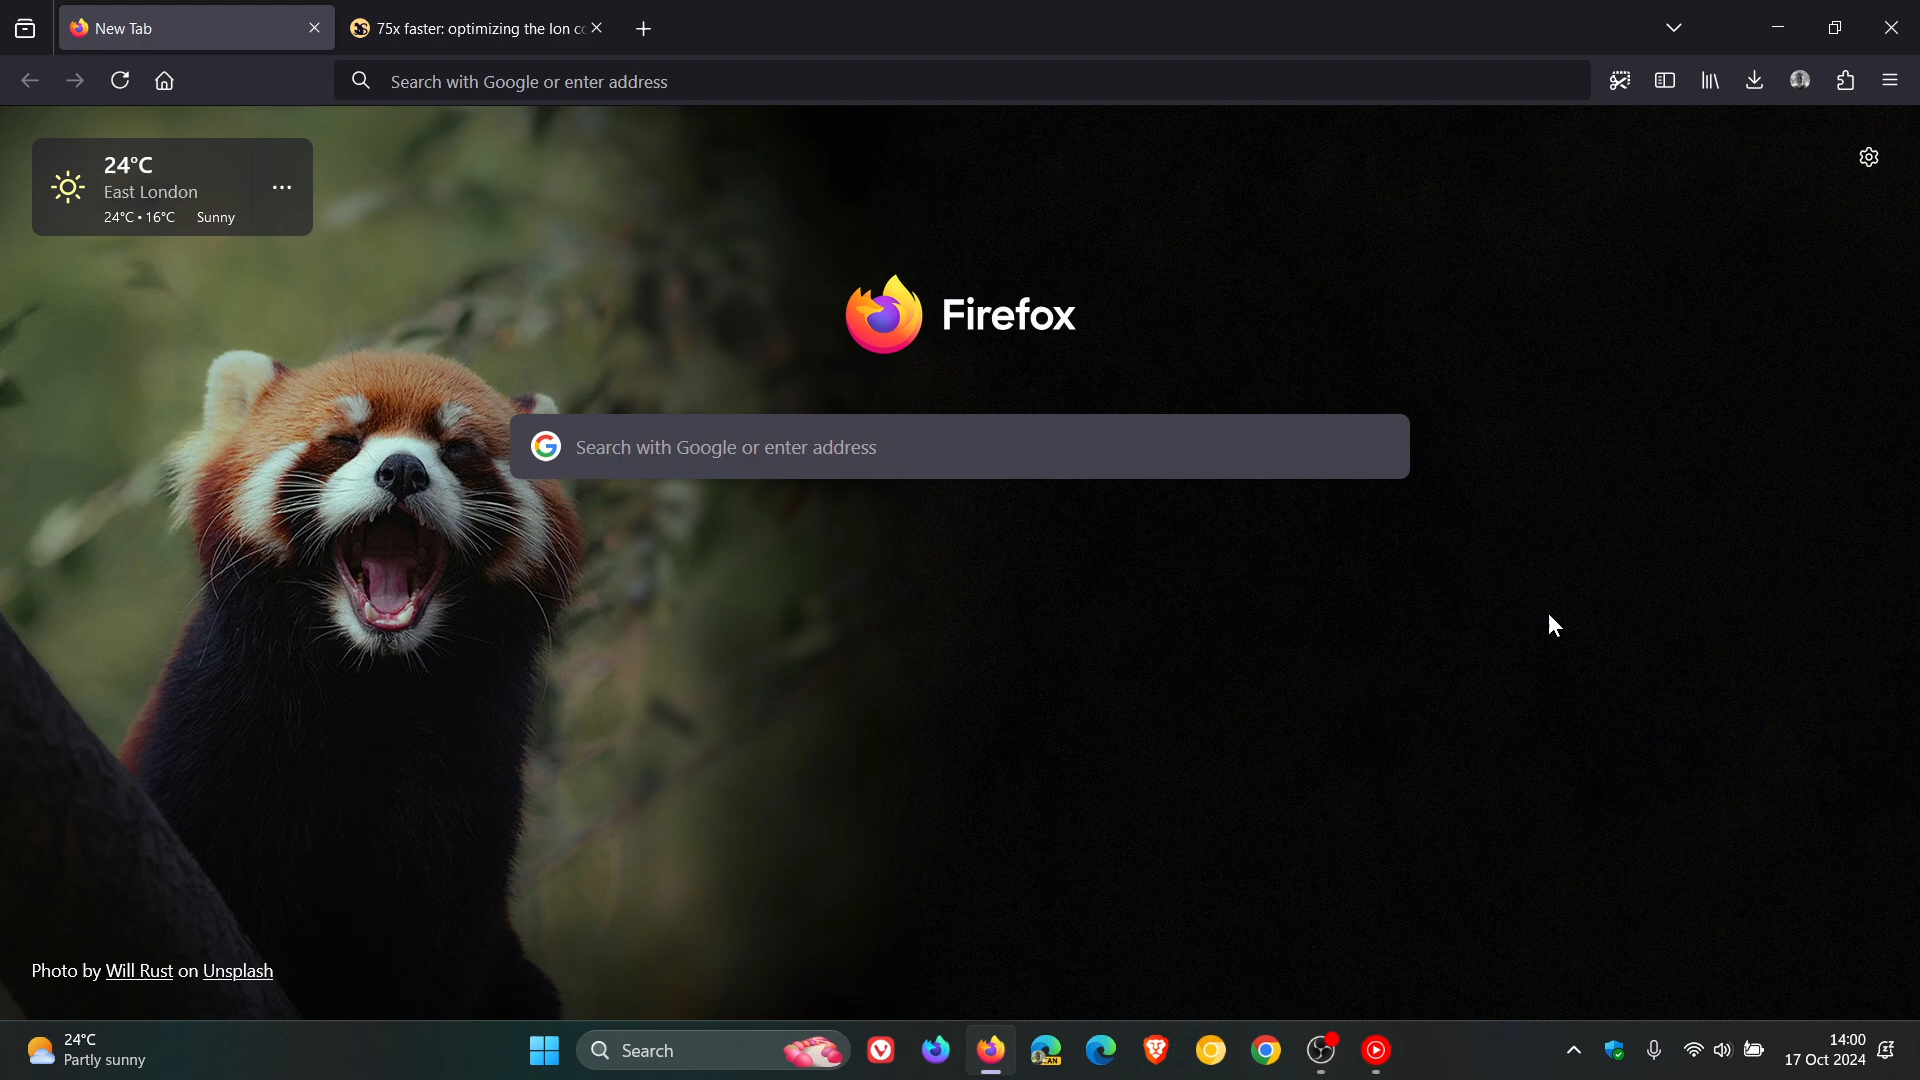 New Tab
75x faster: optimizing the Ion cc
Search with Google or enter address
24°C
East London
24°C • 16°C Sunny
Firefox
Search with Google or enter address
Photo by Will Rust on Unsplash
24°C
Partly sunny
Search
CAN
14:00
17 Oct 2024